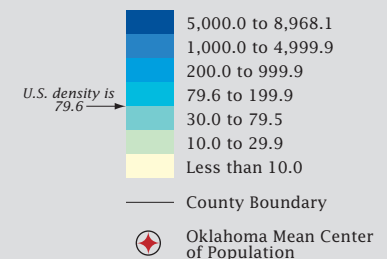 5,000.0 to 8,968.1
1,000.0 to 4,999.9
200.0 to 999.9
U.S. density is
79.6
79.6 to 199.9
30.0 to 79.5
10.0 to 29.9
Less than 10.0
County Boundary
Oklahoma Mean Center
of Population